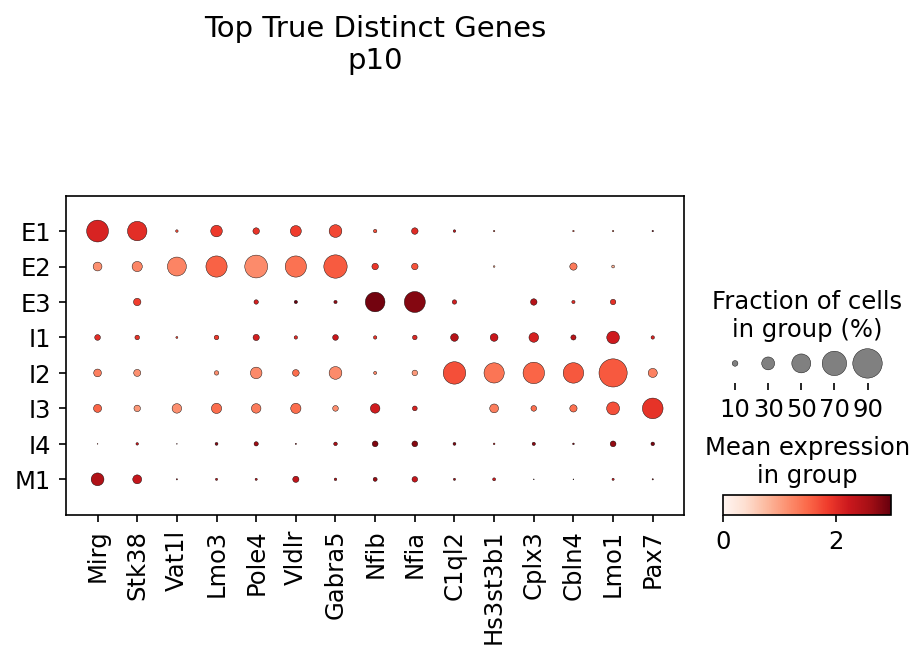 Top True Distinct Genes
p10
E1
E2
E3
I1
I2
I3
I4
M1
Mirg
Stk38
Vat1l
Lmo3
Pole4
Vldlr
Gabra5
Nfib
Nfia
C1ql2
Hs3st3b1
Cplx3
Cbln4
Lmo1
Pax7
Fraction of cells
in group (%)
10 30 50 70 90
Mean expression
in group
0 2